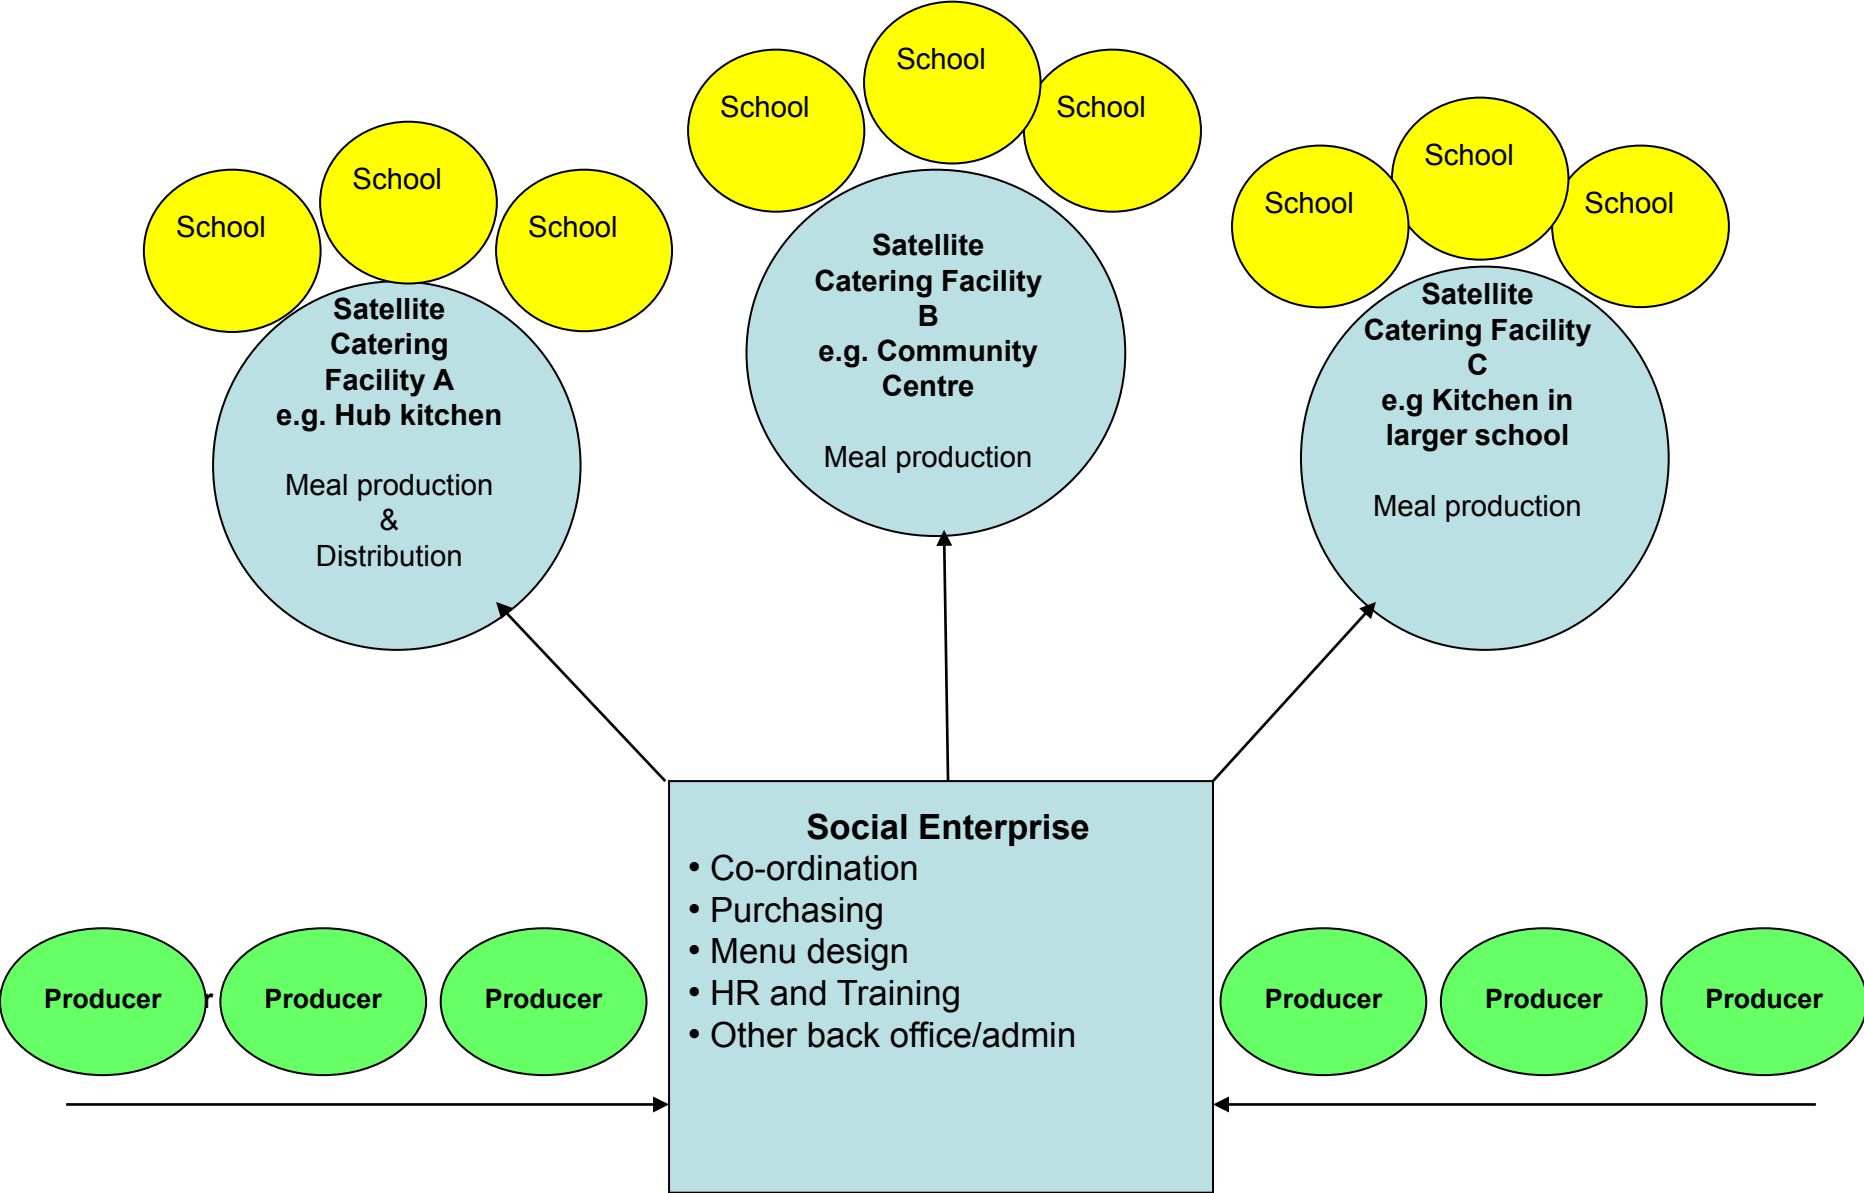 School
School
School
School
School
School
School
School
School
Satellite
Catering
Facility A
e.g. Hub kitchen
Meal production
&
Distribution
Satellite
Catering Facility
B
e.g. Community
Centre
Meal production
Satellite
Catering Facility
C
e.g Kitchen in
larger school
Meal production
Social Enterprise
• Co-ordination
• Purchasing
• Menu design
• HR and Training
• Other back office/admin
Producer
Producer
Producer
Producer
Producer
Producer